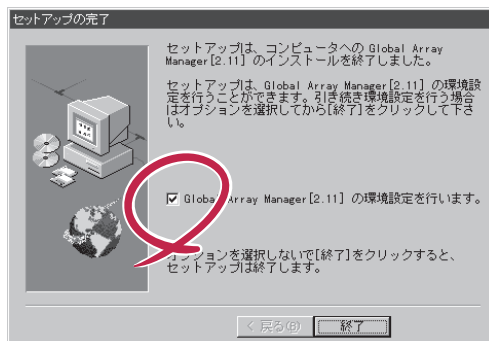 セットアップの完了
セットアップは、コンピュータへの Global Array
Manager[2.11] のインストールを終了しました。
セットアップは、Global Array Manager[2.11] の環境設
定を行うことができます。引き続き環境設定を行う場合
はオプションを選択してから[終了]をクリックして下さ
い。
Global Array Manager[2.11] の環境設定を行います。
オプションを選択しないで[終了]をクリックすると、
セットアップは終了します。
< 戻る(B)
終了